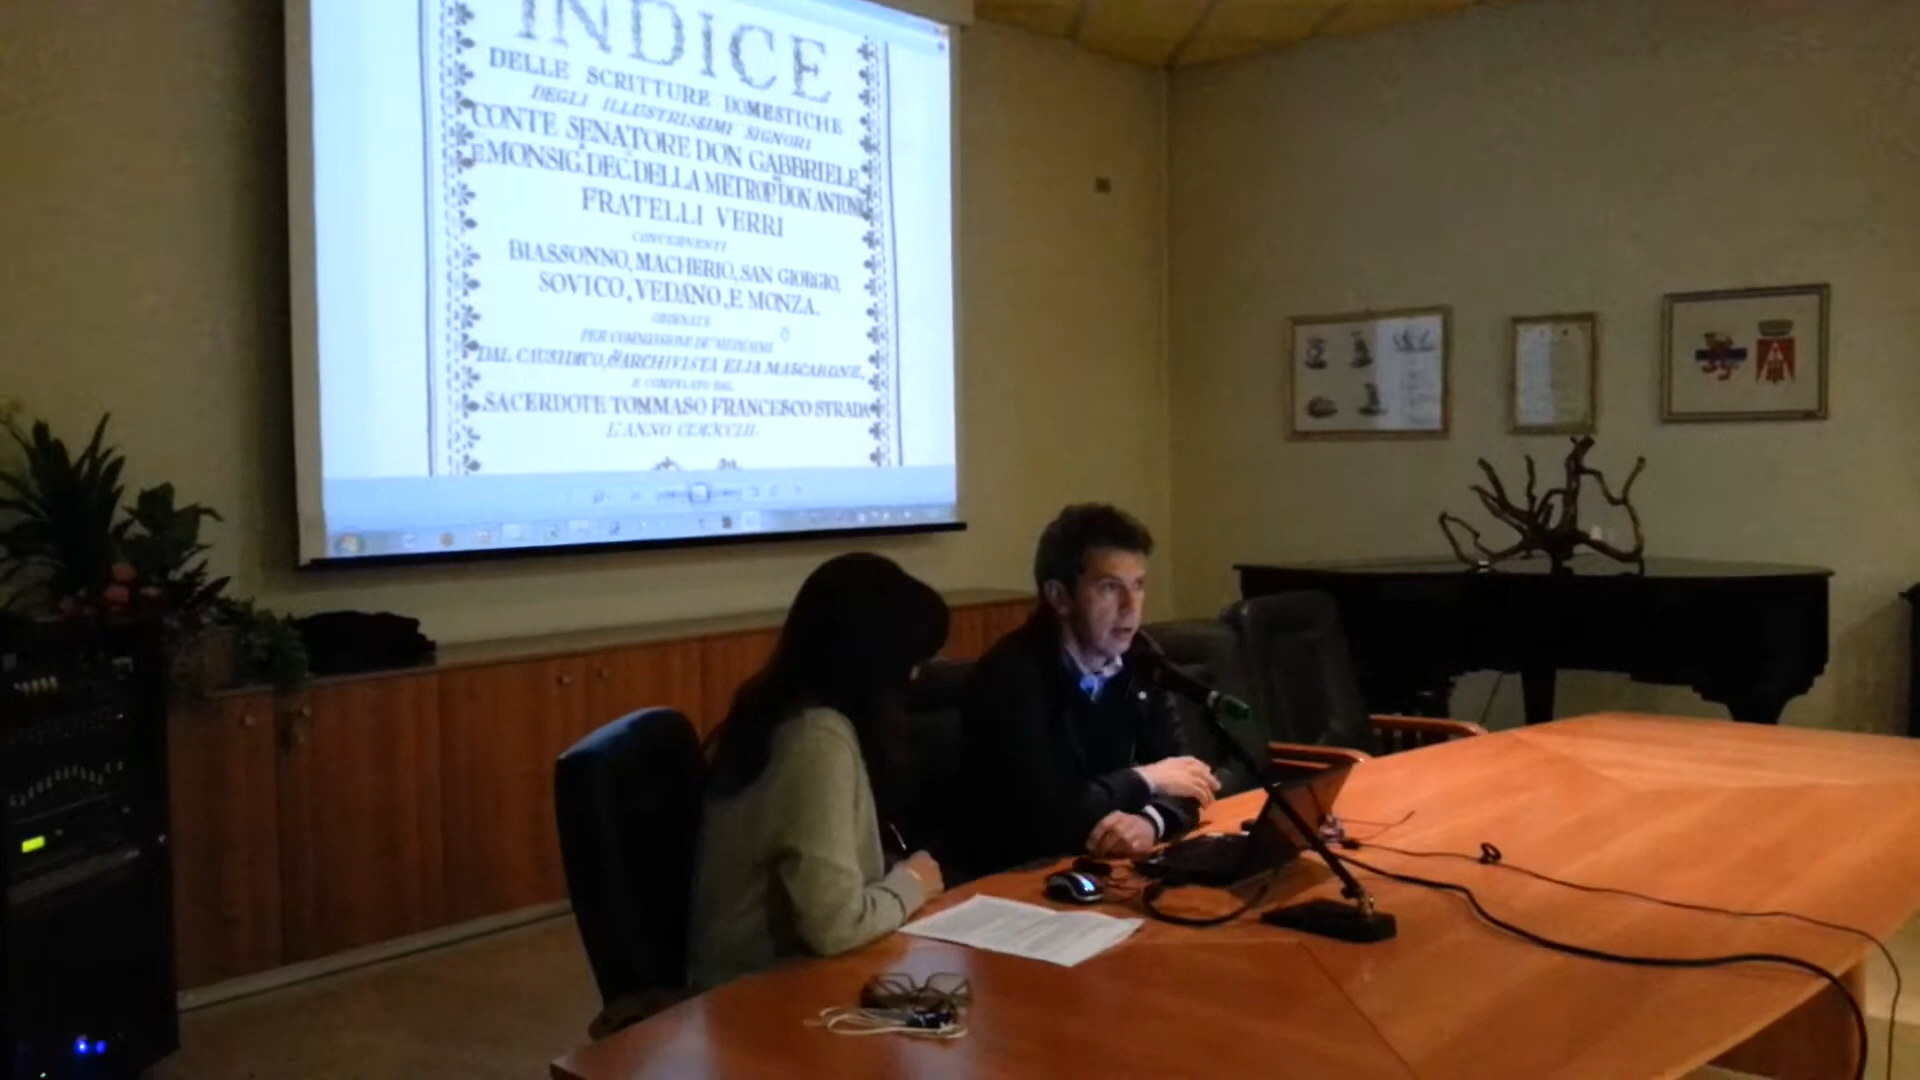 INDICE
DELLE SCRITTURE DOMESTICHE
DEGLI ILLUSTRISSIMI SIGNORI
CONTE SENATORE DON GABBRIELE,
E MONSIG. DEC. DELLA METROP. DON ANTONIO
FRATELLI VERRI
CONCERNENTI
BIASSONNO, MACHERIO, SAN GIORGIO,
SOVICO, VEDANO, E MONZA,
ORDINATE
PER COMMISSIONE DE' MEDESIMI
DAL CAUSIDICO, & ARCHIVISTA ELIA MASCARONE,
E COMPILATO DAL
SACERDOTE TOMMASO FRANCESCO STRADA
L'ANNO